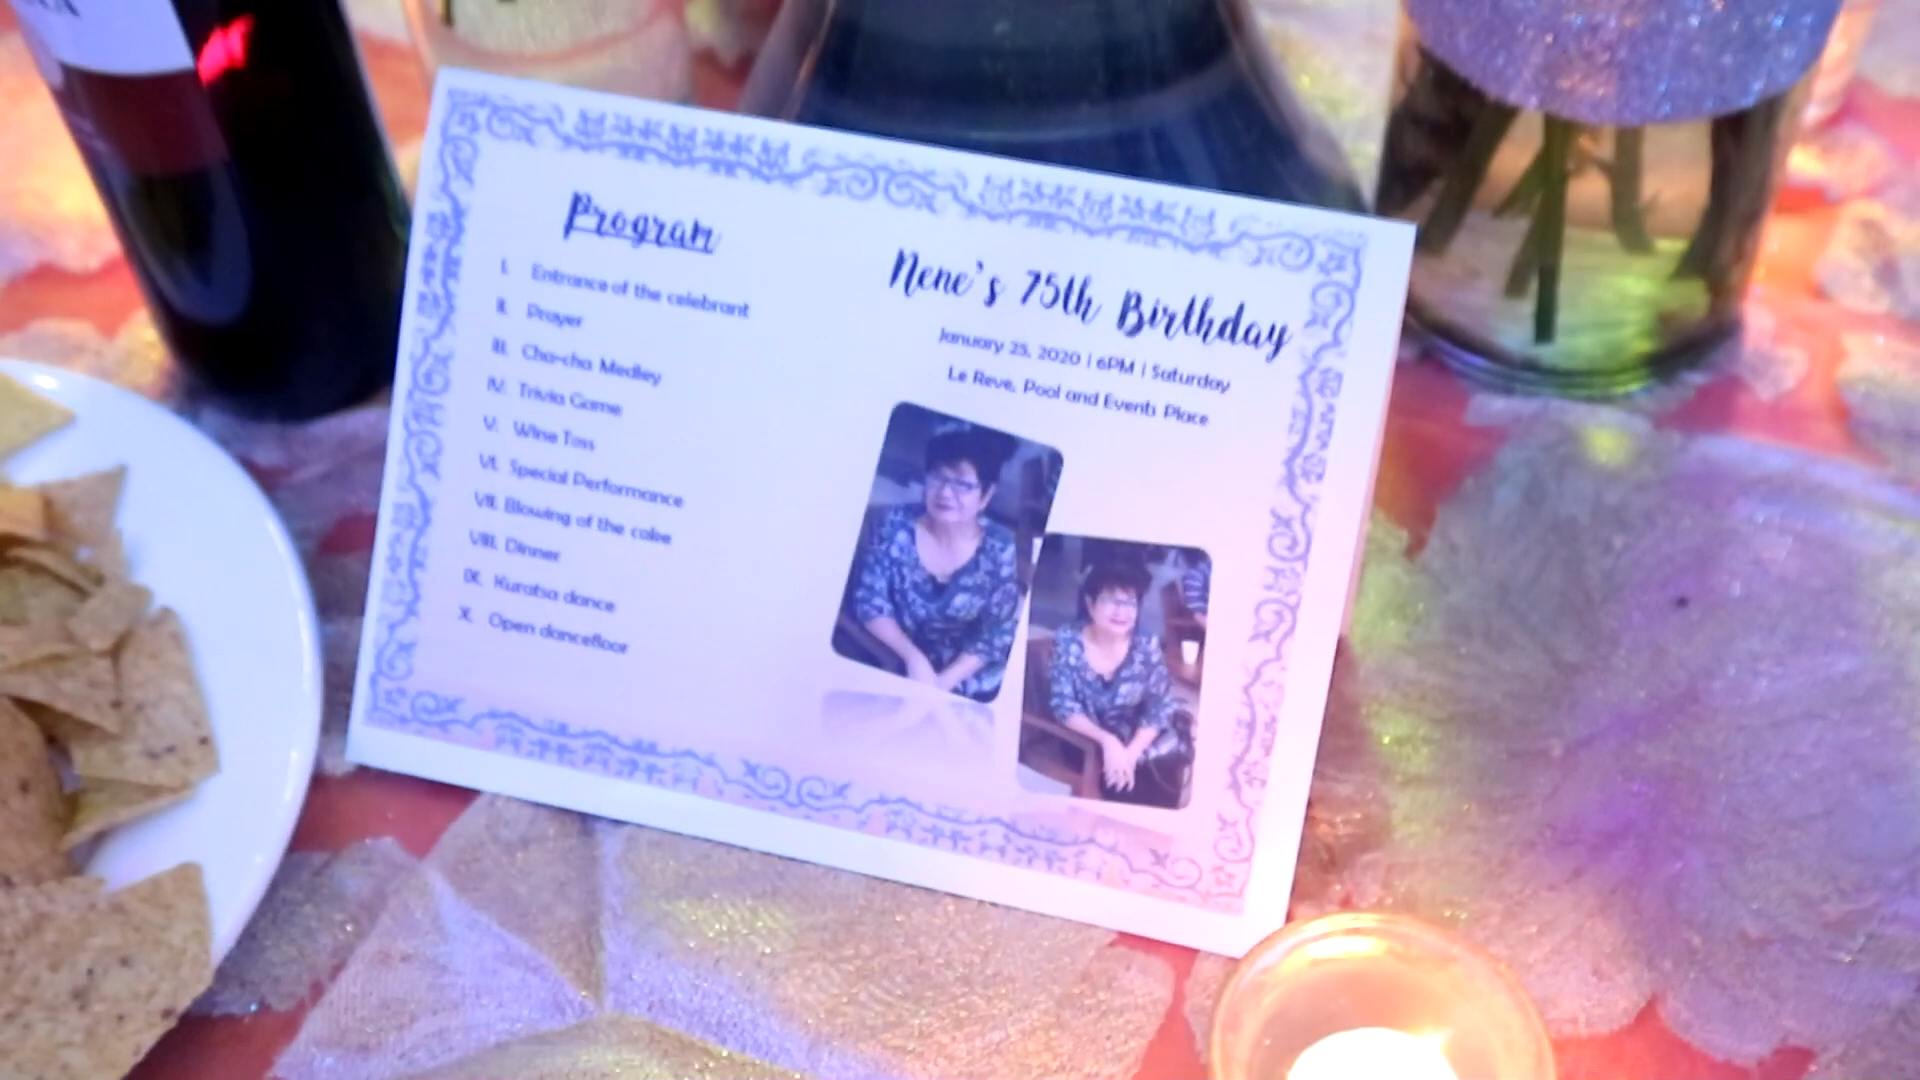 Program
I. Entrance of the celebrant
II. Prayer
III. Cha-cha Medley
IV. Trivia Game
V. Wine Toss
VI. Special Performance
VII. Blowing of the cake
VIII. Dinner
IX. Kuratsa dance
X. Open dancefloor
Nene's 75th Birthday
January 25, 2020 | 6PM | Saturday
Le Reve, Pool and Events Place